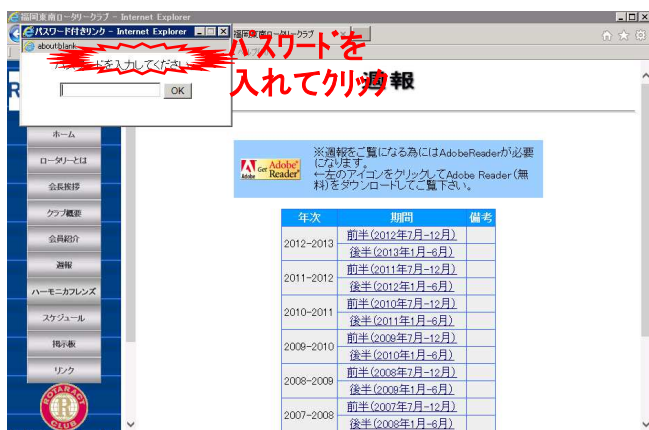 福岡東南ロータリークラブ - Internet Explorer
パスワード付きリンク - Internet Explorer
福岡東南ロータリークラブ
about:blank
パスワードを入力してください
OK
パスワードを
入れてクリック
週報
ホーム
ロータリーとは
会長挨拶
クラブ概要
会員紹介
週報
ハーモニカフレンズ
スケジュール
掲示板
リンク
ROTARACT
R
CLUB
Get Adobe Reader
Adobe
※週報をご覧になる為にはAdobeReaderが必要
になります。
←左のアイコンをクリックしてAdobe Reader(無
料)をダウンロードしてご覧下さい。
年次 期間 備考
2012-2013 前半(2012年7月-12月)
後半(2013年1月-6月)
2011-2012 前半(2011年7月-12月)
後半(2012年1月-6月)
2010-2011 前半(2010年7月-12月)
後半(2011年1月-6月)
2009-2010 前半(2009年7月-12月)
後半(2010年1月-6月)
2008-2009 前半(2008年7月-12月)
後半(2009年1月-6月)
2007-2008 前半(2007年7月-12月)
後半(2008年1月-6月)